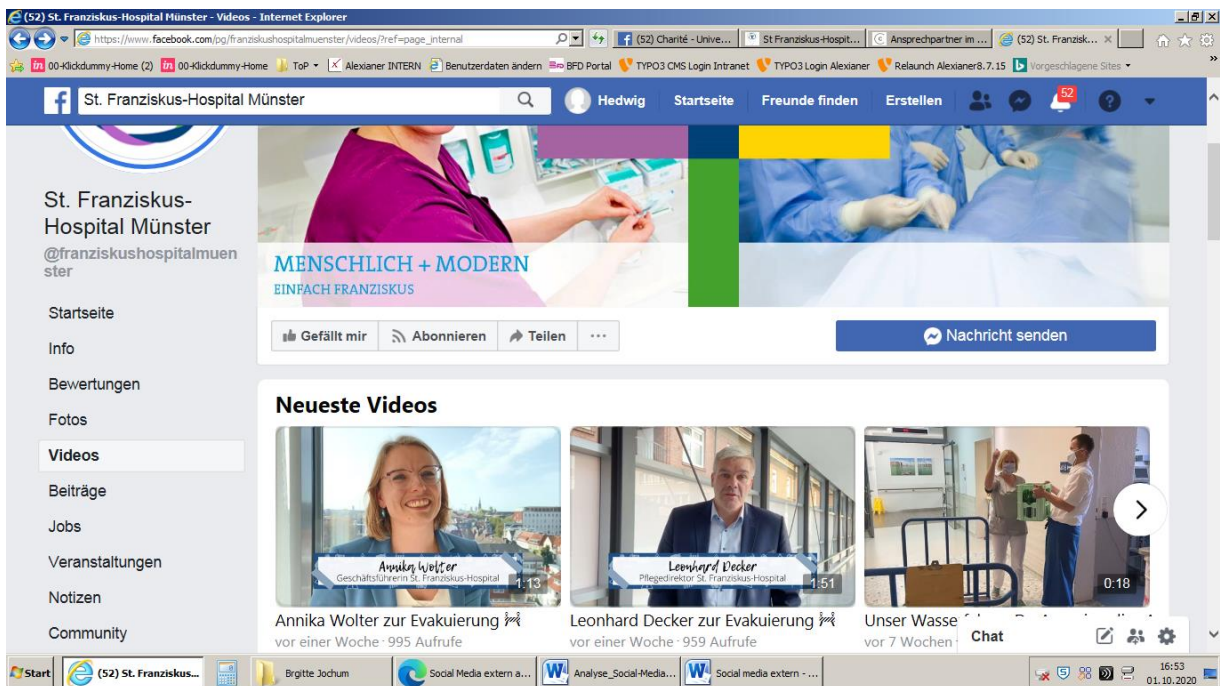 (52) St. Franziskus-Hospital Münster - Videos - Internet Explorer
https://www.facebook.com/pg/franziskushospitalmuenster/videos/?ref=page_internal
(52) Charité - Unive...
St Franziskus-Hospit...
Ansprechpartner im ...
(52) St. Franzisk...
00-Klickdummy-Home (2)
00-Klickdummy-Home
ToP
Alexianer INTERN
Benutzerdaten ändern
BFD Portal
TYPO3 CMS Login Intranet
TYPO3 Login Alexianer
Relaunch Alexianer8.7.15
Vorgeschlagene Sites
St. Franziskus-Hospital Münster
Hedwig
Startseite
Freunde finden
Erstellen
52
St. Franziskus-
Hospital Münster
@franziskushospitalmuen
ster
Startseite
Info
Bewertungen
Fotos
Videos
Beiträge
Jobs
Veranstaltungen
Notizen
Community
MENSCHLICH + MODERN
EINFACH FRANZISKUS
Gefällt mir
Abonnieren
Teilen
Nachricht senden
Neueste Videos
Annika Wolter
Geschäftsführerin St. Franziskus-Hospital
1:13
Annika Wolter zur Evakuierung
vor einer Woche · 995 Aufrufe
Leonhard Decker
Pflegedirektor St. Franziskus-Hospital
1:51
Leonhard Decker zur Evakuierung
vor einer Woche · 959 Aufrufe
0:18
Unser
vor 7 Wochen
Chat
Start
(52) St. Franziskus...
Brigitte Jochum
Social Media extern a...
Analyse_Social-Media...
Social media extern - ...
16:53
01.10.2020